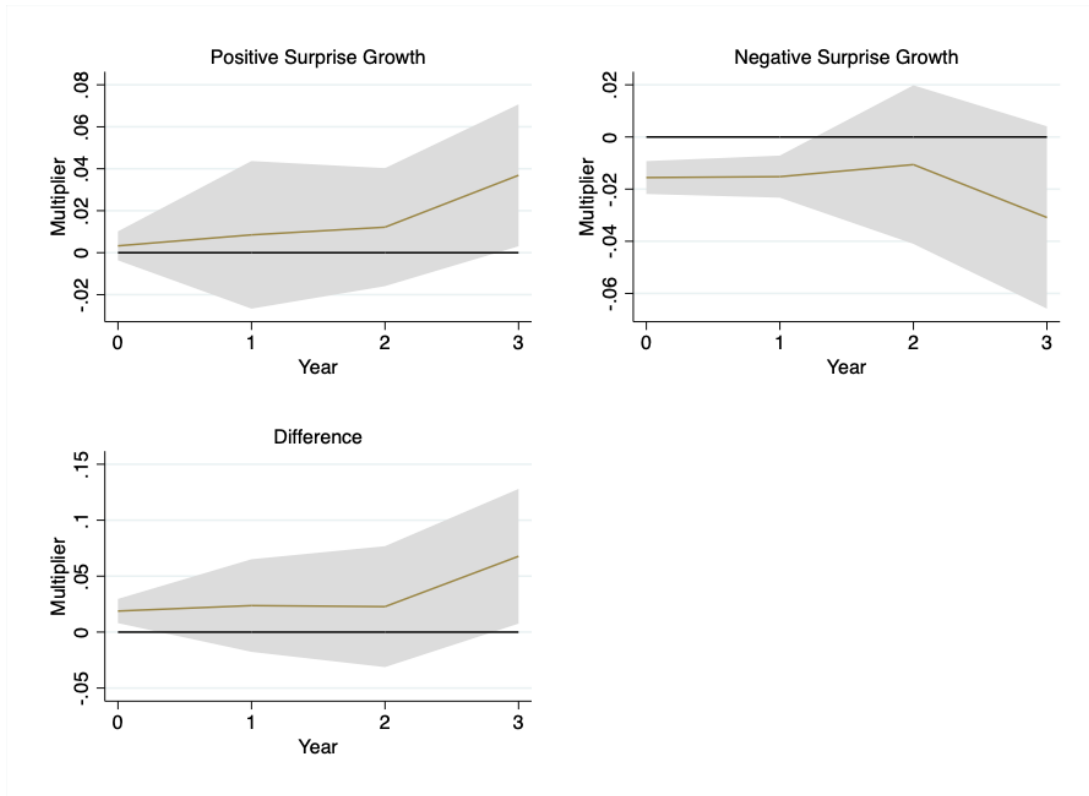 Positive Surprise Growth
Multiplier
.08
.06
.04
.02
0
-.02
0 1 2 3
Year
Negative Surprise Growth
Multiplier
.02
0
-.02
-.04
-.06
0 1 2 3
Year
Difference
Multiplier
.15
.1
.05
0
-.05
0 1 2 3
Year